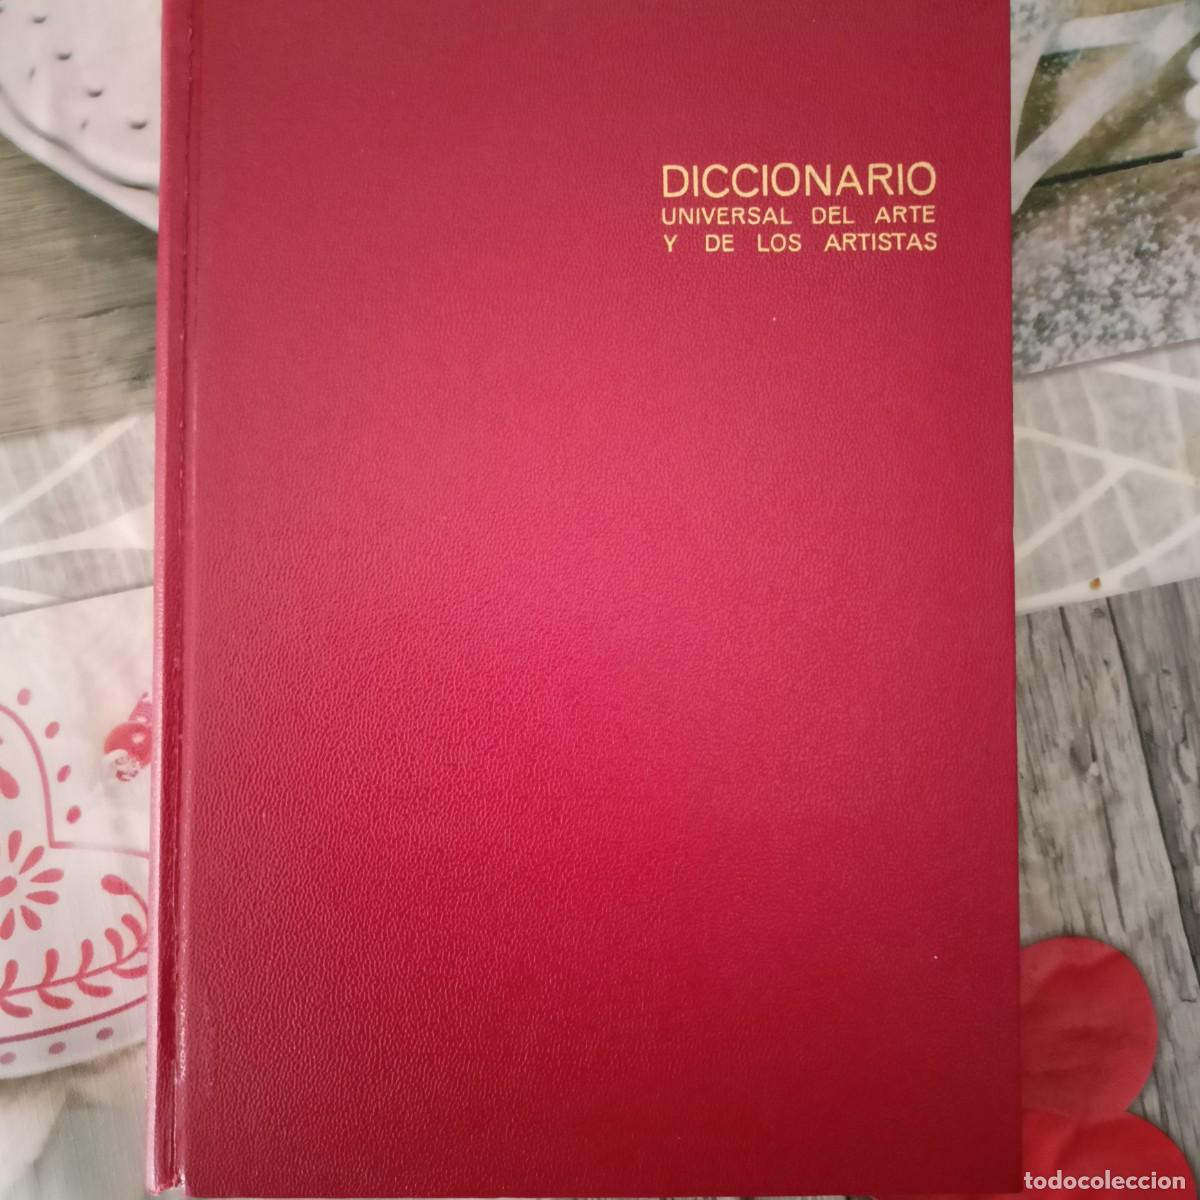 DICCIONARIO
UNIVERSAL DEL ARTE
Y DE LOS ARTISTAS
todocoleccion